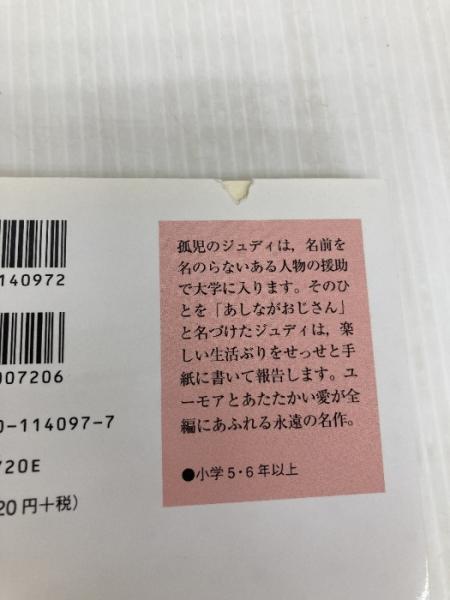 140972
007206
0-114097-7
720E
20円+税)
孤児のジュディは，名前を
名のらないある人物の援助
で大学に入ります。そのひ
とを「あしながおじさん」
と名づけたジュディは，楽
しい生活ぶりをせっせと手
紙に書いて報告します。ユ
ーモアとあたたかい愛が全
編にあふれる永遠の名作。
●小学5・6年以上